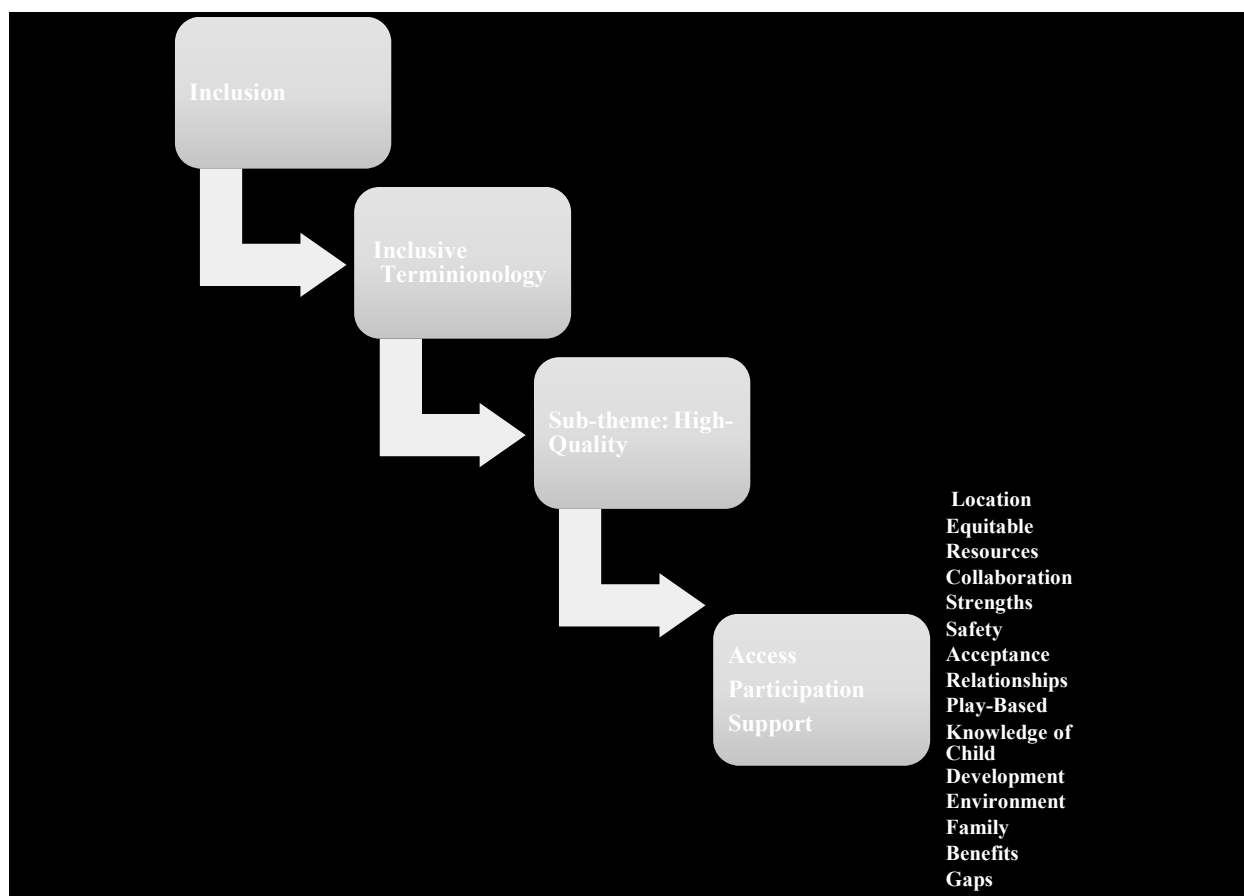 Inclusion
Inclusive
Terminionology
Sub-theme: High-
Quality
Access
Participation
Support
Location
Equitable
Resources
Collaboration
Strengths
Safety
Acceptance
Relationships
Play-Based
Knowledge of
Child
Development
Environment
Family
Benefits
Gaps